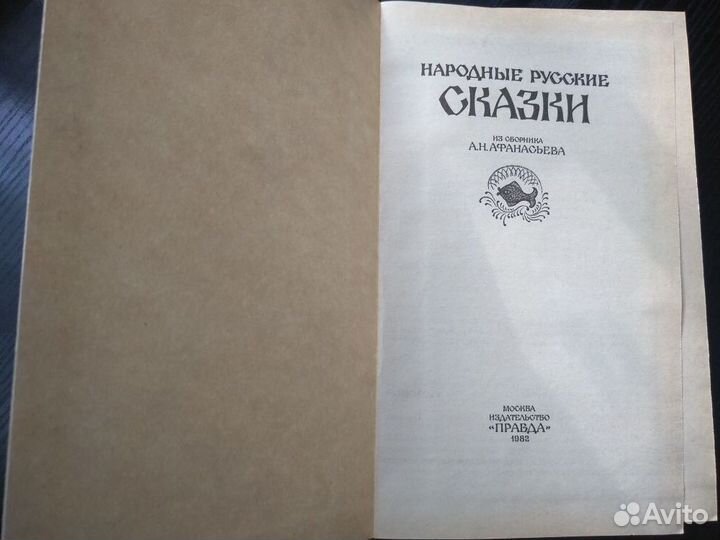 НАРОДНЫЕ РУССКИЕ
СКАЗКИ
ИЗ СБОРНИКА
А.Н.АФАНАСЬЕВА
МОСКВА
ИЗДАТЕЛЬСТВО
«ПРАВДА»
1982
Avito